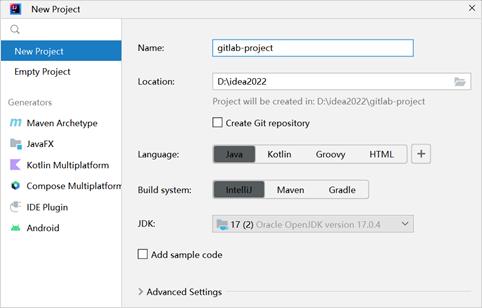 New Project
New Project
Empty Project
Generators
Maven Archetype
JavaFX
Kotlin Multiplatform
Compose Multiplatform
IDE Plugin
Android
Name:
gitlab-project
Location:
D:\idea2022
Project will be created in: D:\idea2022\gitlab-project
Create Git repository
Language:
Java Kotlin Groovy HTML +
Build system:
IntelliJ Maven Gradle
JDK:
17 (2) Oracle OpenJDK version 17.0.4
Add sample code
Advanced Settings